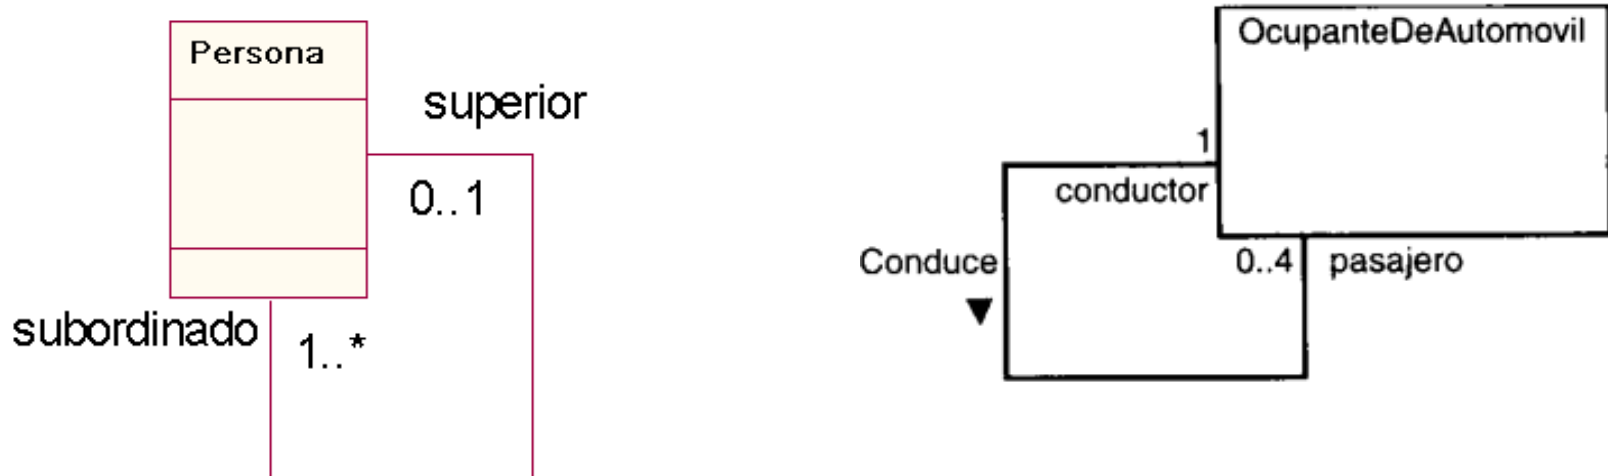 Persona
superior
0..1
subordinado
1..*
OcupanteDeAutomovil
1
conductor
Conduce
0..4
pasajero